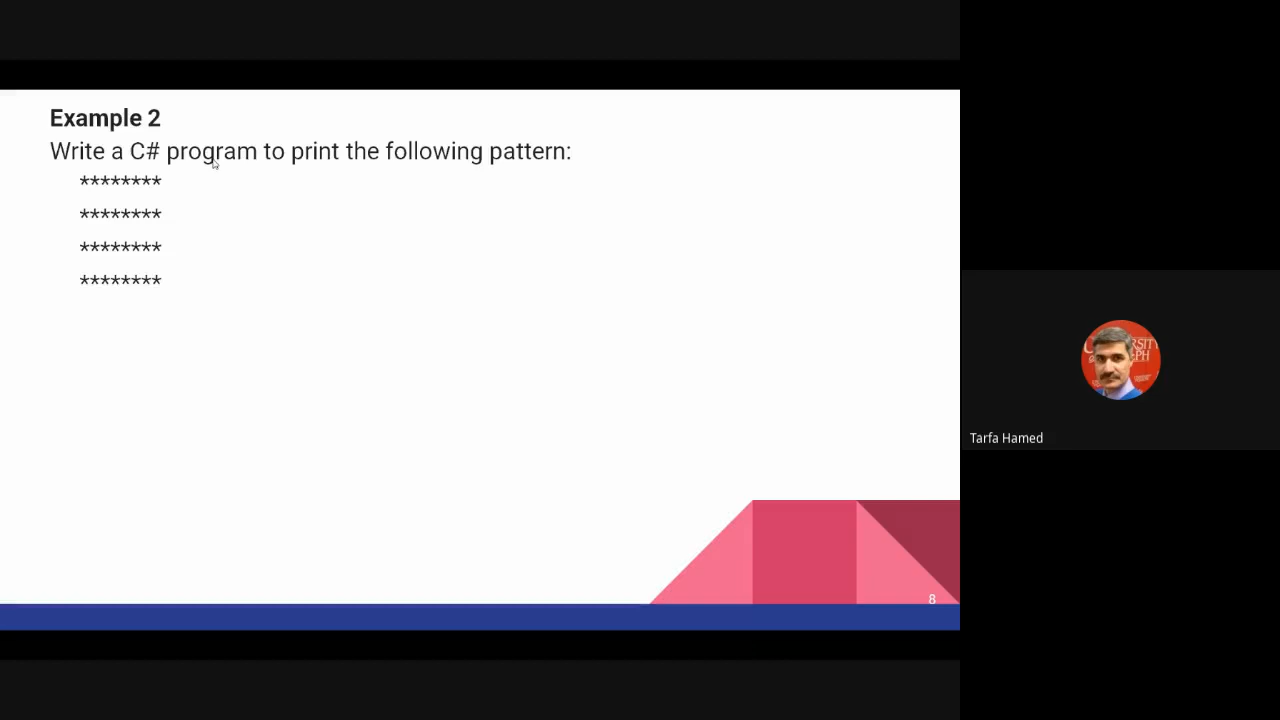 Example 2
Write a C# program to print the following pattern:
********
********
********
********
8
Tarfa Hamed